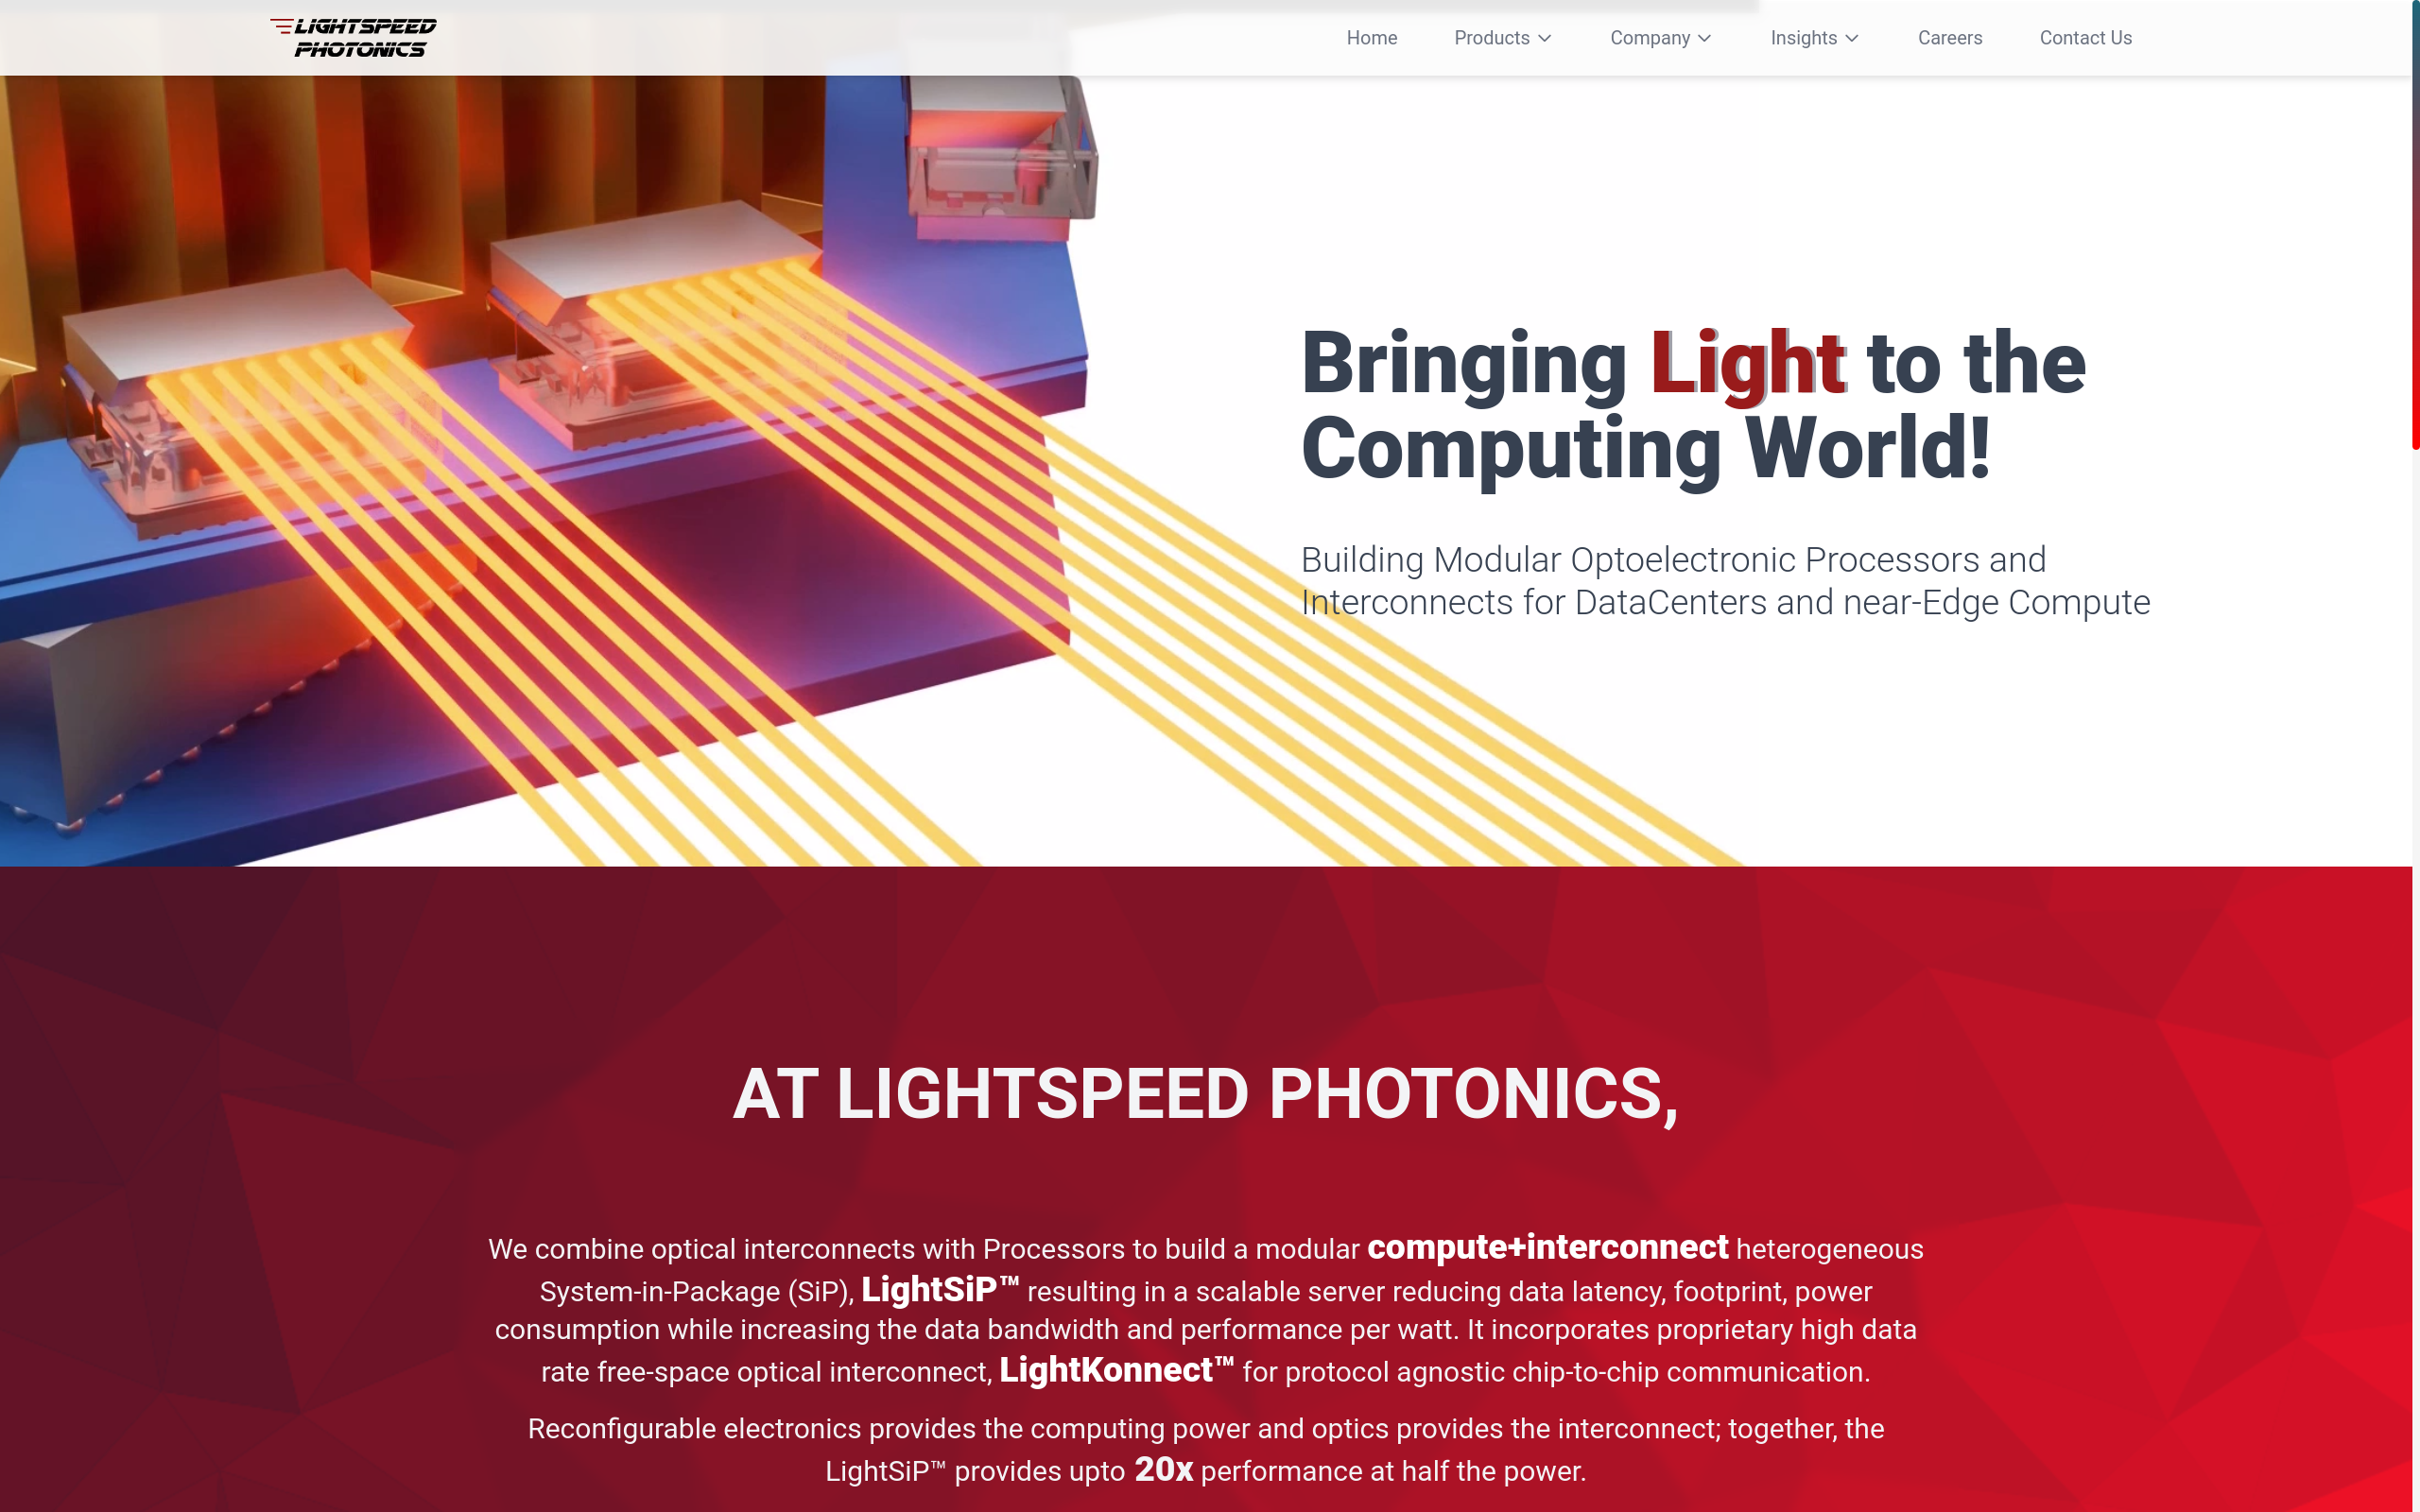 LIGHTSPEED
PHOTONICS
Home
Products
Company
Insights
Careers
Contact Us
Bringing Light to the
Computing World!
Building Modular Optoelectronic Processors and
Interconnects for DataCenters and near-Edge Compute
AT LIGHTSPEED PHOTONICS,
We combine optical interconnects with Processors to build a modular compute+interconnect heterogeneous
System-in-Package (SiP), LightSiP™ resulting in a scalable server reducing data latency, footprint, power
consumption while increasing the data bandwidth and performance per watt. It incorporates proprietary high data
rate free-space optical interconnect, LightKonnect™ for protocol agnostic chip-to-chip communication.
Reconfigurable electronics provides the computing power and optics provides the interconnect; together, the
LightSiP™ provides upto 20x performance at half the power.